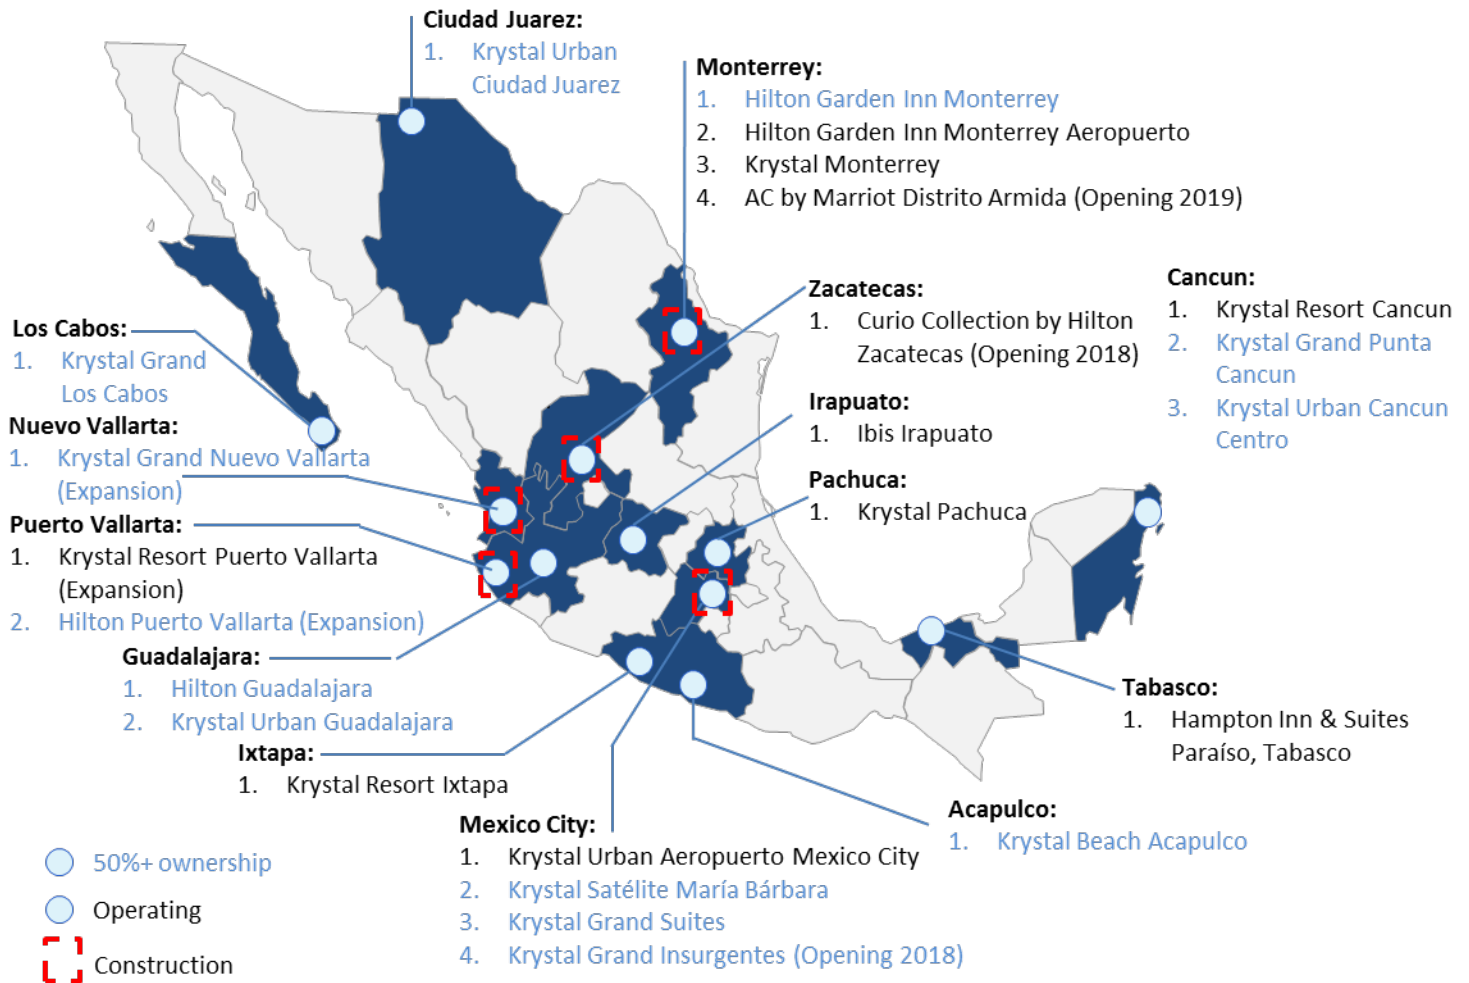 Ciudad Juarez:
1. Krystal Urban
Ciudad Juarez
Monterrey:
1. Hilton Garden Inn Monterrey
2. Hilton Garden Inn Monterrey Aeropuerto
3. Krystal Monterrey
4. AC by Marriot Distrito Armida (Opening 2019)
Zacatecas:
1. Curio Collection by Hilton
Zacatecas (Opening 2018)
Cancun:
1. Krystal Resort Cancun
2. Krystal Grand Punta
Cancun
3. Krystal Urban Cancun
Centro
Los Cabos:
1. Krystal Grand
Los Cabos
Irapuato:
1. Ibis Irapuato
Nuevo Vallarta:
1. Krystal Grand Nuevo Vallarta
(Expansion)
Pachuca:
1. Krystal Pachuca
Puerto Vallarta:
1. Krystal Resort Puerto Vallarta
(Expansion)
2. Hilton Puerto Vallarta (Expansion)
Guadalajara:
1. Hilton Guadalajara
2. Krystal Urban Guadalajara
Tabasco:
1. Hampton Inn & Suites
Paraíso, Tabasco
Ixtapa:
1. Krystal Resort Ixtapa
Acapulco:
1. Krystal Beach Acapulco
Mexico City:
1. Krystal Urban Aeropuerto Mexico City
2. Krystal Satélite María Bárbara
3. Krystal Grand Suites
4. Krystal Grand Insurgentes (Opening 2018)
50%+ ownership
Operating
Construction